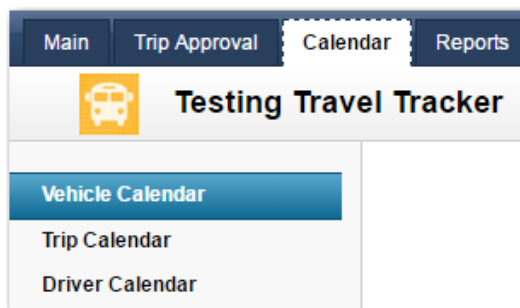 Main Trip Approval Calendar Reports
Testing Travel Tracker
Vehicle Calendar
Trip Calendar
Driver Calendar